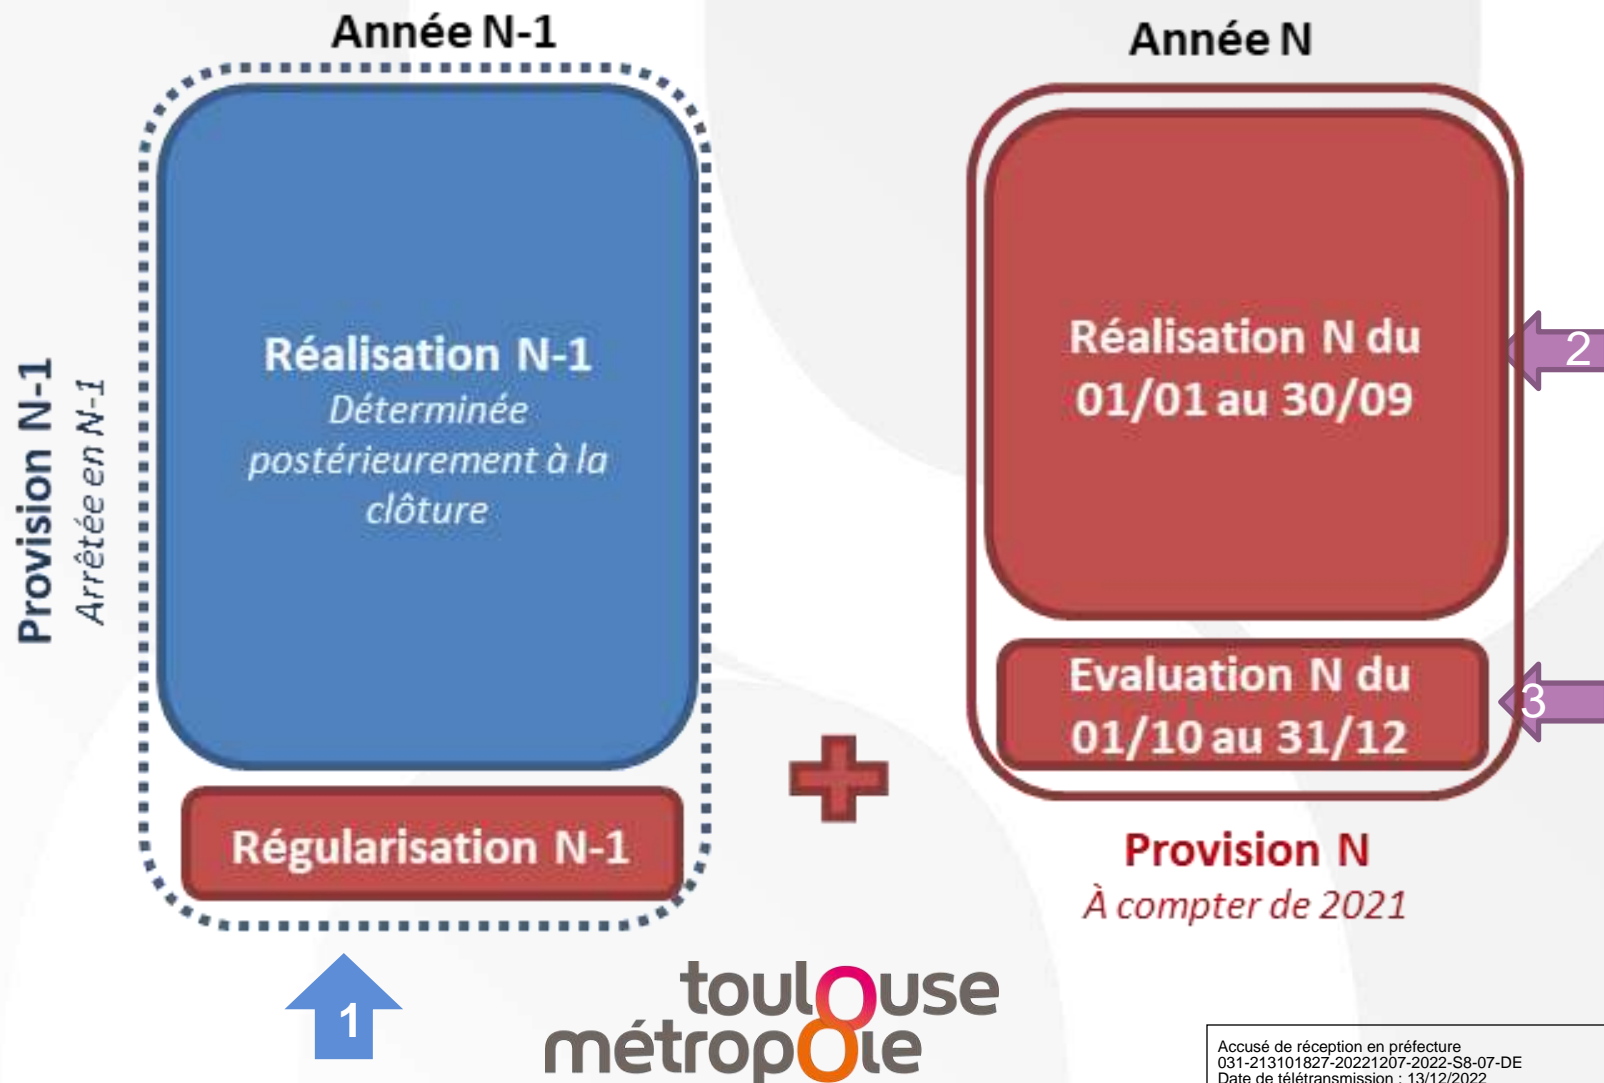 Année N-1
Année N
Provision N-1
Arrêtée en N-1
Réalisation N-1
Déterminée
postérieurement à la
clôture
Régularisation N-1
1
Réalisation N du
01/01 au 30/09
2
Evaluation N du
01/10 au 31/12
3
Provision N
À compter de 2021
toulouse
métropole
Accusé de réception en préfecture
031-213101827-20221207-2022-S8-07-DE
Date de télétransmission : 13/12/2022